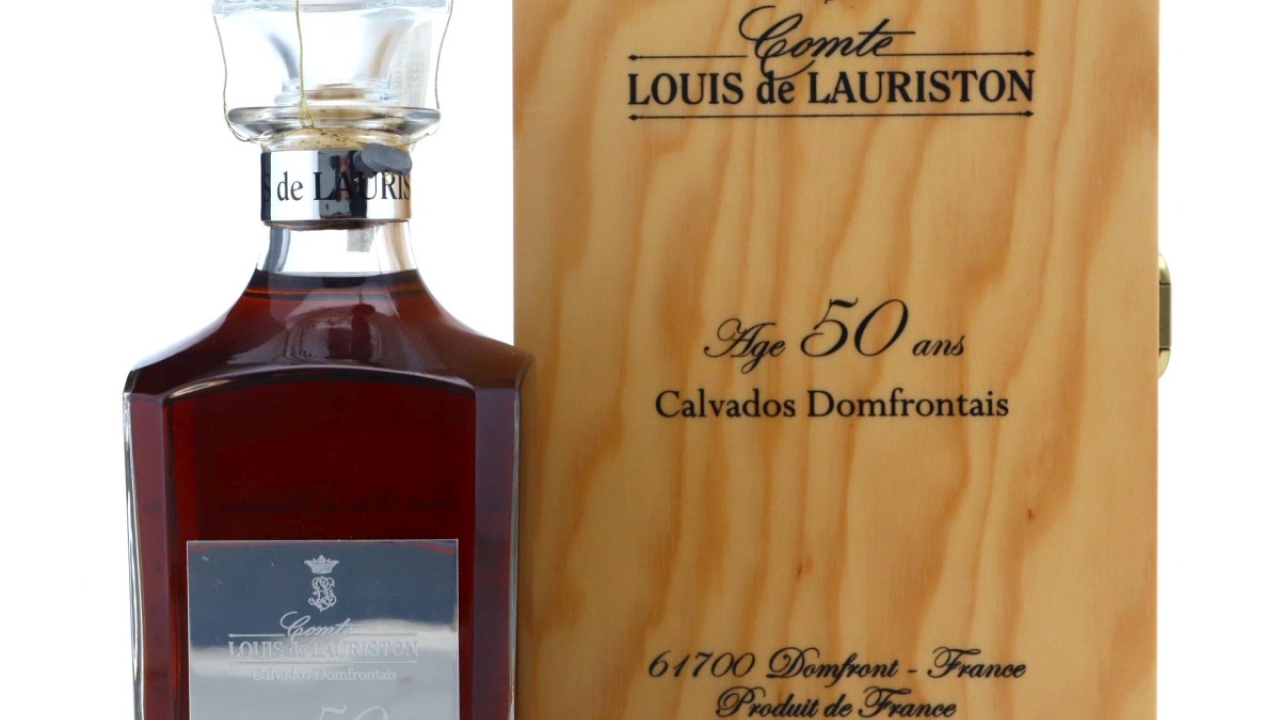 Comte
LOUIS de LAURISTON
S de LAURIS
Age 50 ans
Calvados Domfrontais
Comte
LOUIS de LAURISTON
Calvados Domfrontais
50
61700 Domfront - France
Produit de France